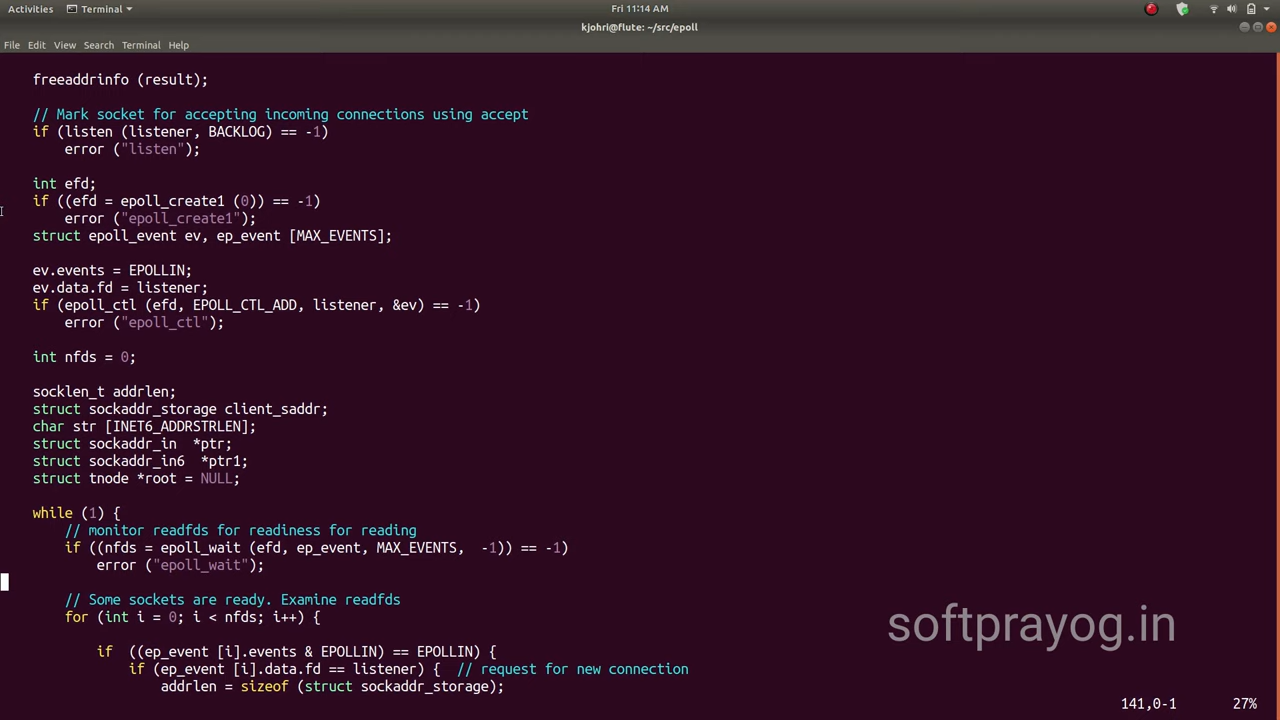 Activities Terminal Fri 11:14 AM
kjohri@flute: ~/src/epoll
File Edit View Search Terminal Help
freeaddrinfo (result);
// Mark socket for accepting incoming connections using accept
if (listen (listener, BACKLOG) == -1)
error ("listen");
int efd;
if ((efd = epoll_create1 (0)) == -1)
error ("epoll_create1");
struct epoll_event ev, ep_event [MAX_EVENTS];
ev.events = EPOLLIN;
ev.data.fd = listener;
if (epoll_ctl (efd, EPOLL_CTL_ADD, listener, &ev) == -1)
error ("epoll_ctl");
int nfds = 0;
socklen_t addrlen;
struct sockaddr_storage client_saddr;
char str [INET6_ADDRSTRLEN];
struct sockaddr_in  *ptr;
struct sockaddr_in6  *ptr1;
struct tnode *root = NULL;
while (1) {
// monitor readfds for readiness for reading
if ((nfds = epoll_wait (efd, ep_event, MAX_EVENTS,  -1)) == -1)
error ("epoll_wait");
// Some sockets are ready. Examine readfds
for (int i = 0; i < nfds; i++) {
if  ((ep_event [i].events & EPOLLIN) == EPOLLIN) {
if (ep_event [i].data.fd == listener) {  // request for new connection
addrlen = sizeof (struct sockaddr_storage);
softprayog.in
141,0-1 27%